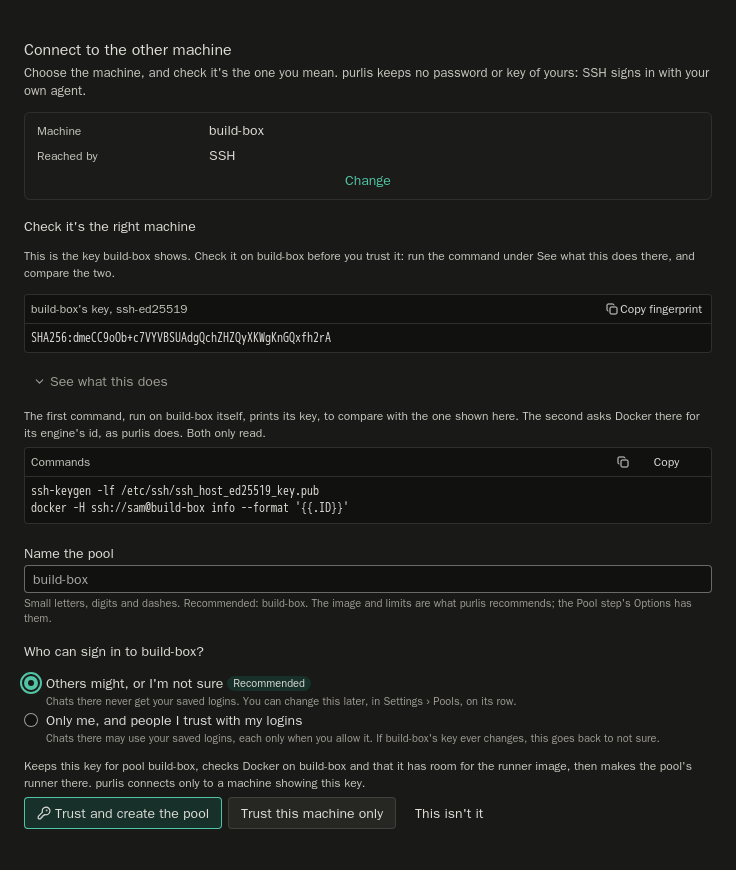 Connect to the other machine
Choose the machine, and check it's the one you mean. purlis keeps no password or key of yours: SSH signs in with your
own agent.
Machine build-box
Reached by SSH
Change
Check it's the right machine
This is the key build-box shows. Check it on build-box before you trust it: run the command under See what this does there, and
compare the two.
build-box's key, ssh-ed25519 Copy fingerprint
SHA256:dmeCC9oOb+c7VYVBSUAdgQchZHZQyXKWgKnGQxfh2rA
See what this does
The first command, run on build-box itself, prints its key, to compare with the one shown here. The second asks Docker there for
its engine's id, as purlis does. Both only read.
Commands Copy
ssh-keygen -lf /etc/ssh/ssh_host_ed25519_key.pub
docker -H ssh://sam@build-box info --format '{{.ID}}'
Name the pool
build-box
Small letters, digits and dashes. Recommended: build-box. The image and limits are what purlis recommends; the Pool step's Options has
them.
Who can sign in to build-box?
Others might, or I'm not sure Recommended
Chats there never get your saved logins. You can change this later, in Settings › Pools, on its row.
Only me, and people I trust with my logins
Chats there may use your saved logins, each only when you allow it. If build-box's key ever changes, this goes back to not sure.
Keeps this key for pool build-box, checks Docker on build-box and that it has room for the runner image, then makes the pool's
runner there. purlis connects only to a machine showing this key.
Trust and create the pool Trust this machine only This isn't it